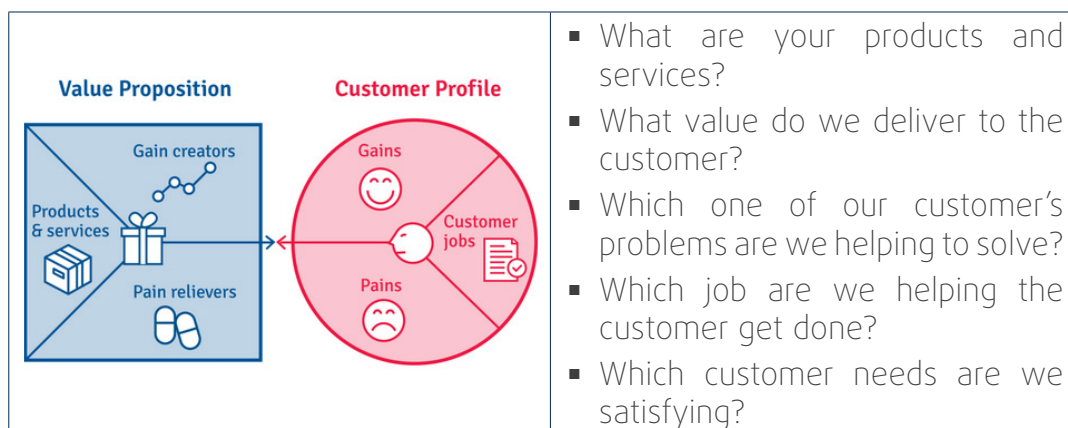 Value Proposition
Gain creators
Products
& services
Pain relievers
Customer Profile
Gains
Customer
jobs
Pains
▪ What are your products and
services?
▪ What value do we deliver to the
customer?
▪ Which one of our customer’s
problems are we helping to solve?
▪ Which job are we helping the
customer get done?
▪ Which customer needs are we
satisfying?